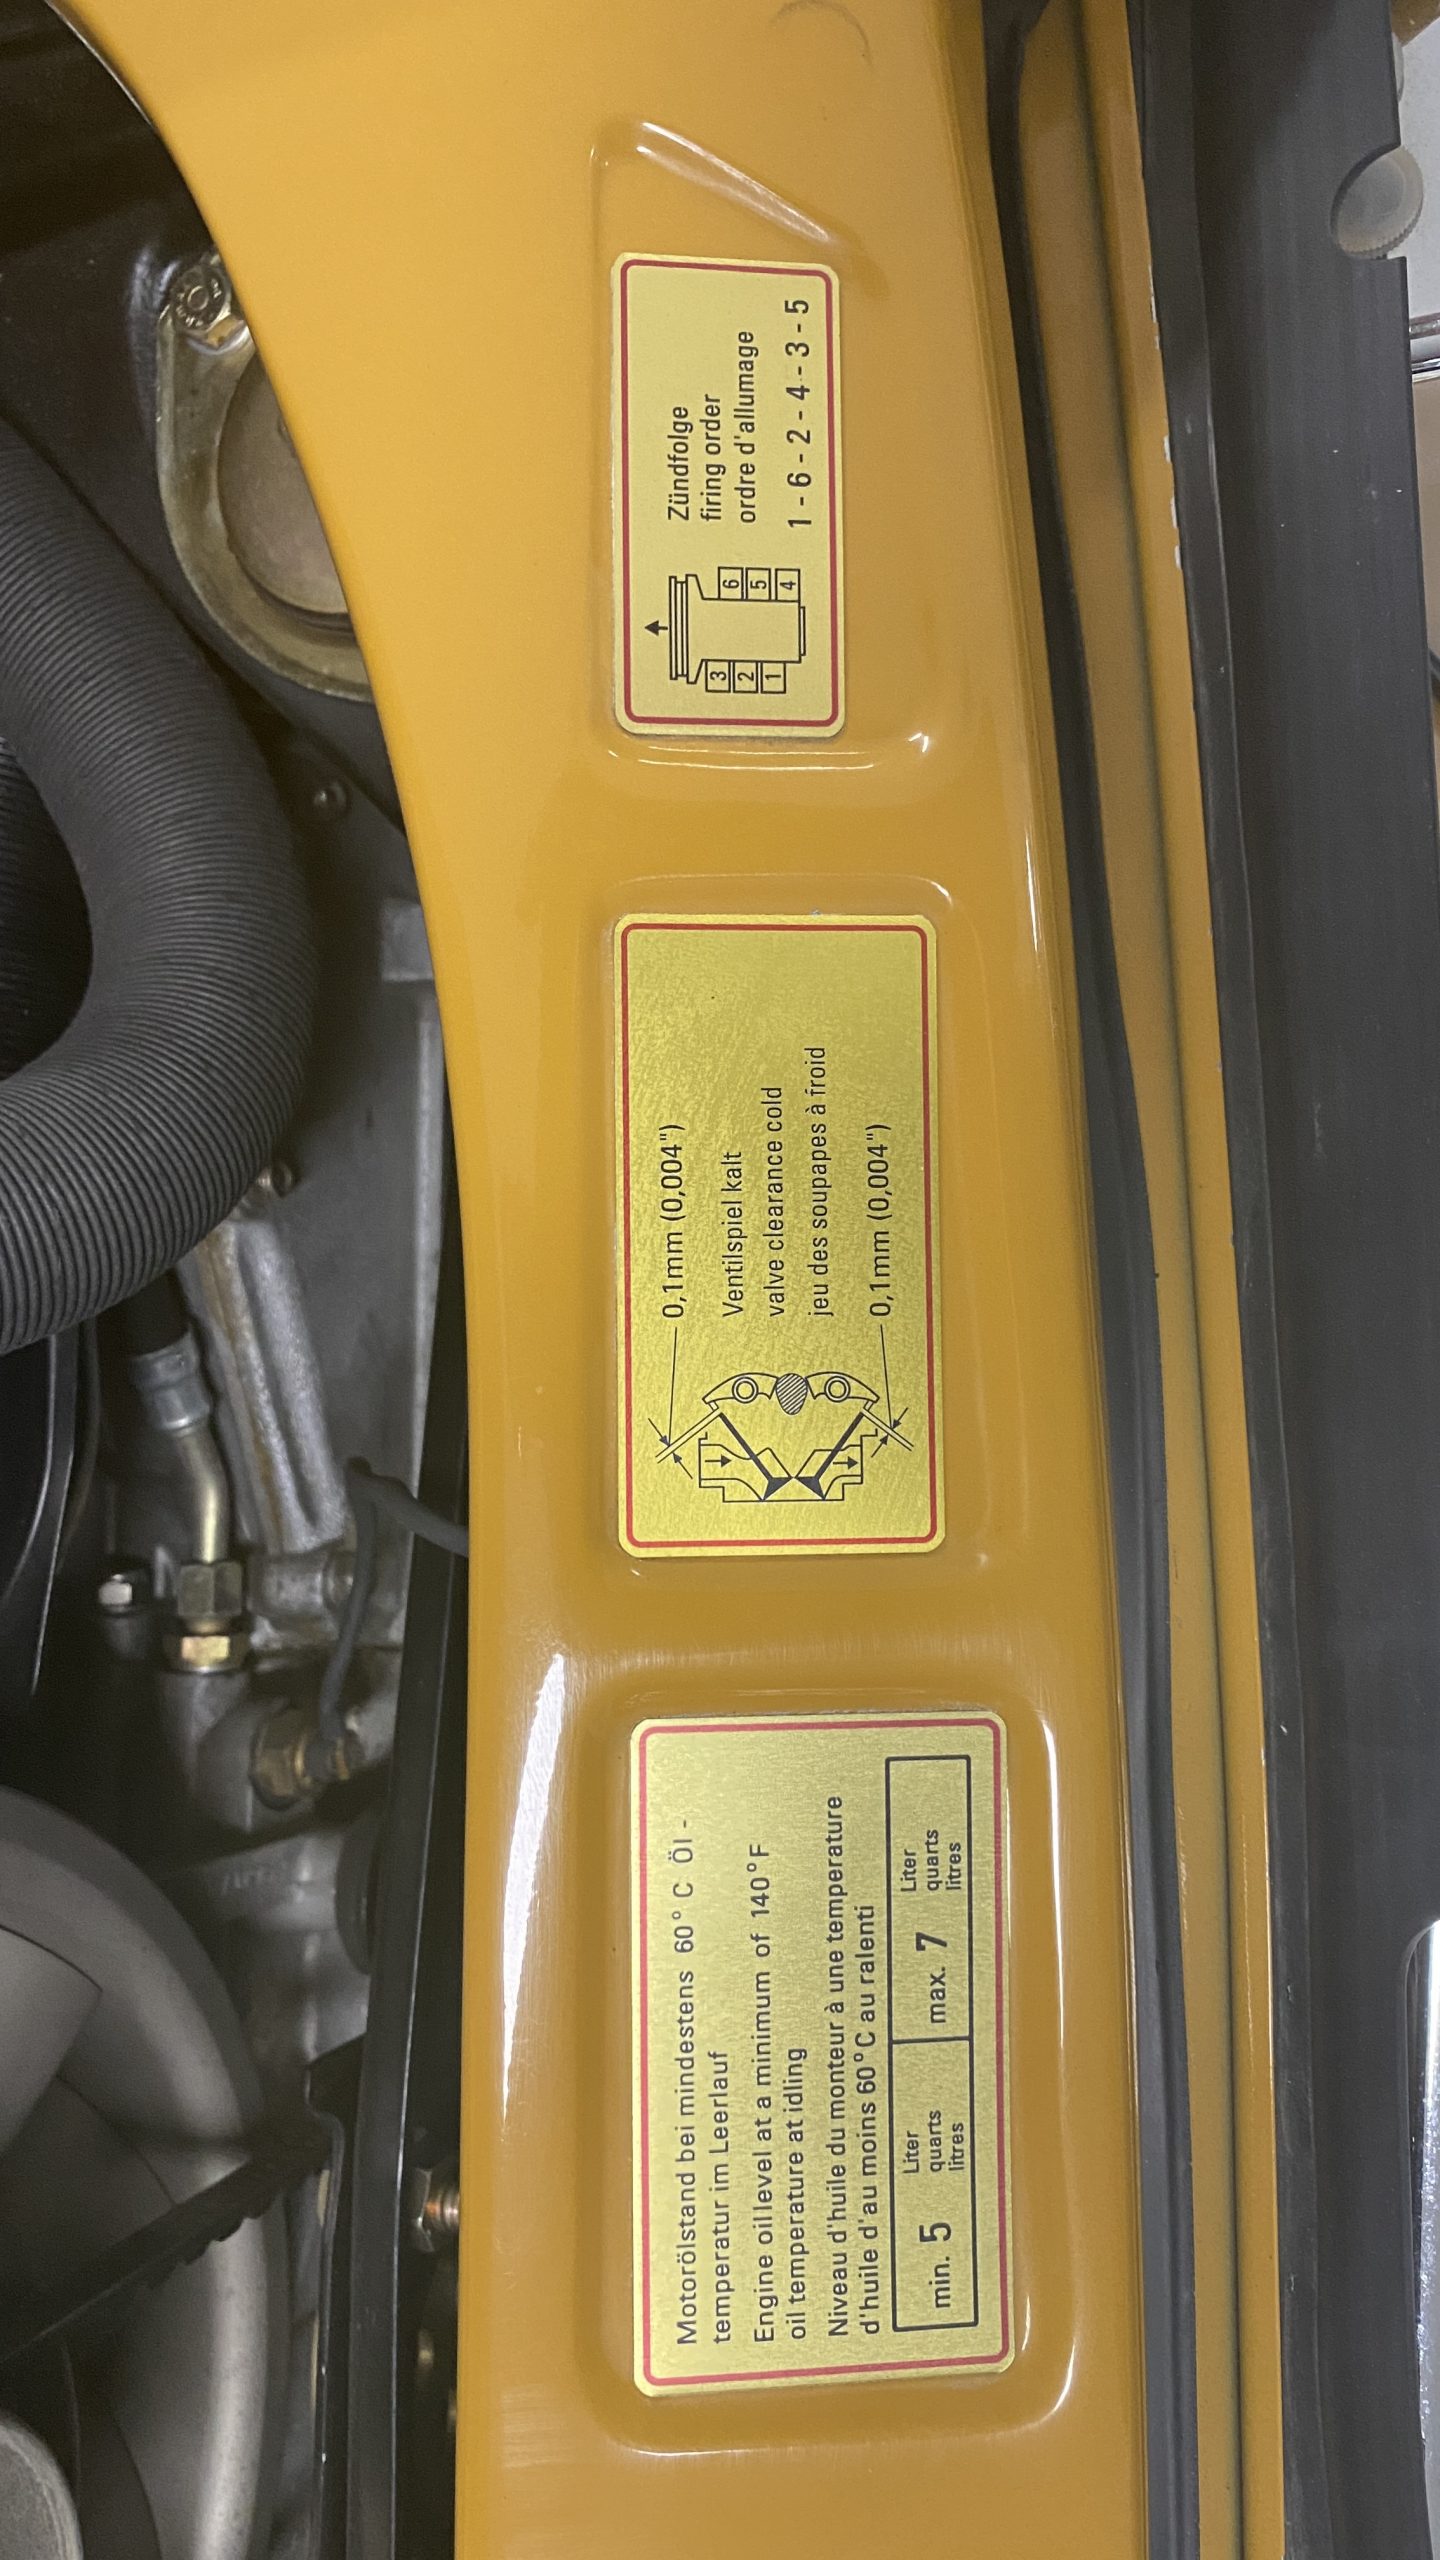 Motorölstand bei mindestens 60° C Öl -
temperatur im Leerlauf
Engine oil level at a minimum of 140°F
oil temperature at idling
Niveau d'huile du monteur à une temperature
d'huile d'au moins 60°C au ralenti
min. 5 Liter quarts litres
max. 7 Liter quarts litres
0,1mm (0,004")
Ventilspiel kalt
valve clearance cold
jeu des soupapes à froid
0,1mm (0,004")
Zündfolge
firing order
ordre d'allumage
1 - 6 - 2 - 4 - 3 - 5
3 6
2 5
1 4